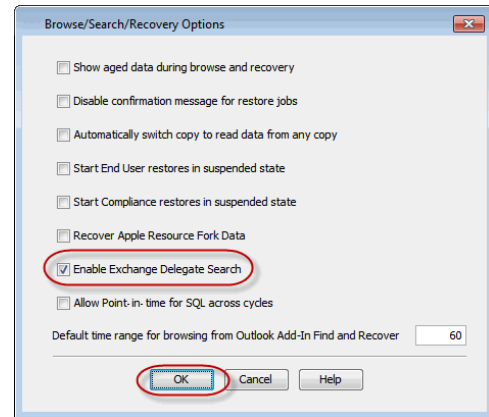 Browse/Search/Recovery Options
Show aged data during browse and recovery
Disable confirmation message for restore jobs
Automatically switch copy to read data from any copy
Start End User restores in suspended state
Start Compliance restores in suspended state
Recover Apple Resource Fork Data
Enable Exchange Delegate Search
Allow Point-in-time for SQL across cycles
Default time range for browsing from Outlook Add-In Find and Recover 60
OK Cancel Help